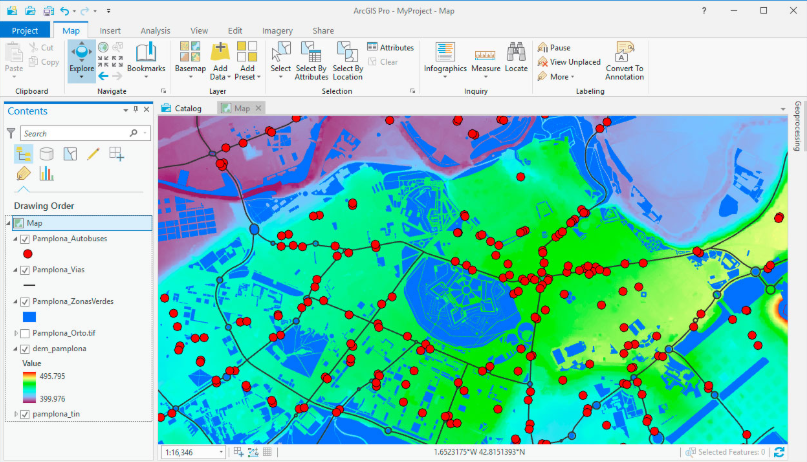 ArcGIS Pro - MyProject - Map
?
Project Map Insert Analysis View Edit Imagery Share
Paste Cut Copy
Explore Bookmarks
Basemap Add Data Add Preset
Select Select By Attributes Select By Location Attributes Clear
Infographics Measure Locate
Pause View Unplaced More Convert To Annotation
Clipboard Navigate Layer Selection Inquiry Labeling
Contents
Search
Drawing Order
Map
Pamplona_Autobuses
Pamplona_Vias
Pamplona_ZonasVerdes
Pamplona_Orto.tif
dem_pamplona
Value
495.795
399.976
pamplona_tin
Catalog Map
Geoprocessing
1:16,346 1.6523175°W 42.8151393°N Selected Features: 0